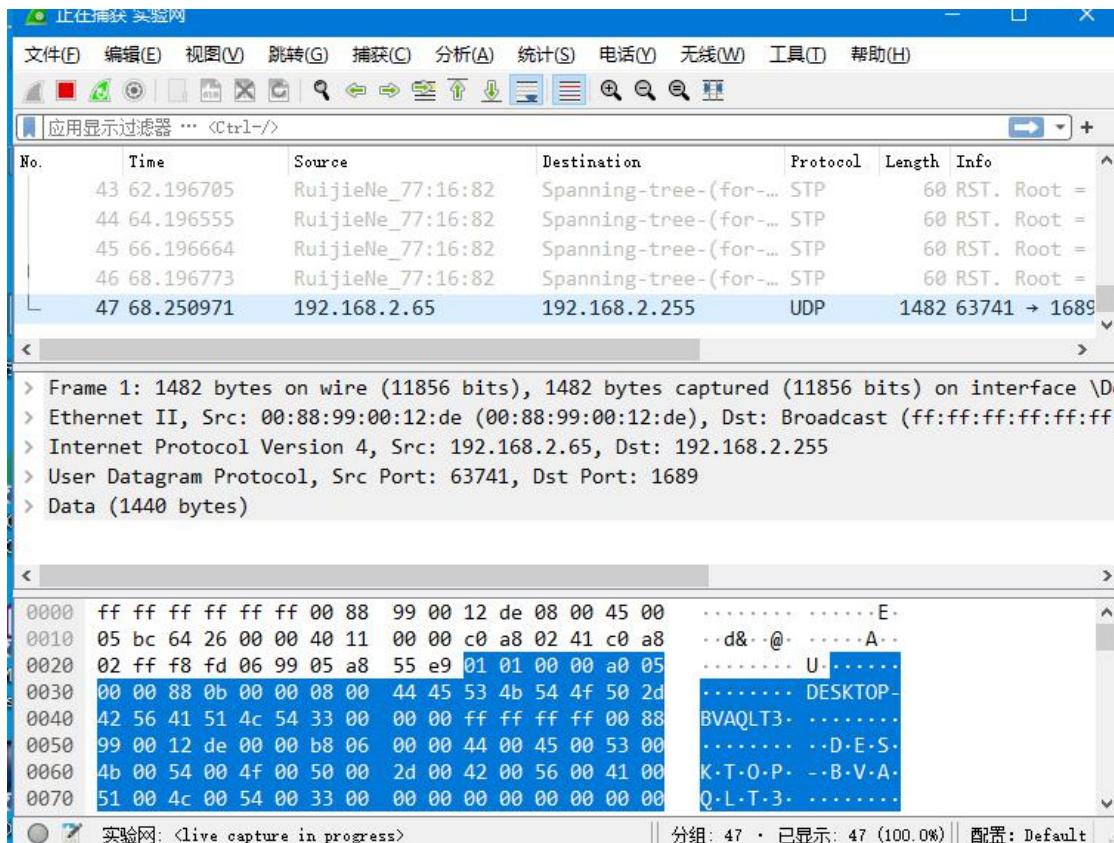 正在捕获 实验网
文件(F) 编辑(E) 视图(V) 跳转(G) 捕获(C) 分析(A) 统计(S) 电话(Y) 无线(W) 工具(T) 帮助(H)
应用显示过滤器 … <Ctrl-/>
No. Time Source Destination Protocol Length Info
43 62.196705 RuijieNe_77:16:82 Spanning-tree-(for-… STP 60 RST. Root =
44 64.196555 RuijieNe_77:16:82 Spanning-tree-(for-… STP 60 RST. Root =
45 66.196664 RuijieNe_77:16:82 Spanning-tree-(for-… STP 60 RST. Root =
46 68.196773 RuijieNe_77:16:82 Spanning-tree-(for-… STP 60 RST. Root =
47 68.250971 192.168.2.65 192.168.2.255 UDP 1482 63741 → 1689
> Frame 1: 1482 bytes on wire (11856 bits), 1482 bytes captured (11856 bits) on interface \D
> Ethernet II, Src: 00:88:99:00:12:de (00:88:99:00:12:de), Dst: Broadcast (ff:ff:ff:ff:ff:ff
> Internet Protocol Version 4, Src: 192.168.2.65, Dst: 192.168.2.255
> User Datagram Protocol, Src Port: 63741, Dst Port: 1689
> Data (1440 bytes)
0000 ff ff ff ff ff ff 00 88 99 00 12 de 08 00 45 00 ········ ······E·
0010 05 bc 64 26 00 00 40 11 00 00 c0 a8 02 41 c0 a8 ··d&··@· ·····A··
0020 02 ff f8 fd 06 99 05 a8 55 e9 01 01 00 00 a0 05 ········ U·······
0030 00 00 88 0b 00 00 08 00 44 45 53 4b 54 4f 50 2d ········ DESKTOP-
0040 42 56 41 51 4c 54 33 00 00 00 ff ff ff ff 00 88 BVAQLT3· ········
0050 99 00 12 de 00 00 b8 06 00 00 44 00 45 00 53 00 ········ ··D·E·S·
0060 4b 00 54 00 4f 00 50 00 2d 00 42 00 56 00 41 00 K·T·O·P· -·B·V·A·
0070 51 00 4c 00 54 00 33 00 00 00 00 00 00 00 00 00 Q·L·T·3· ········
实验网: <live capture in progress> 分组: 47 · 已显示: 47 (100.0%) 配置: Default